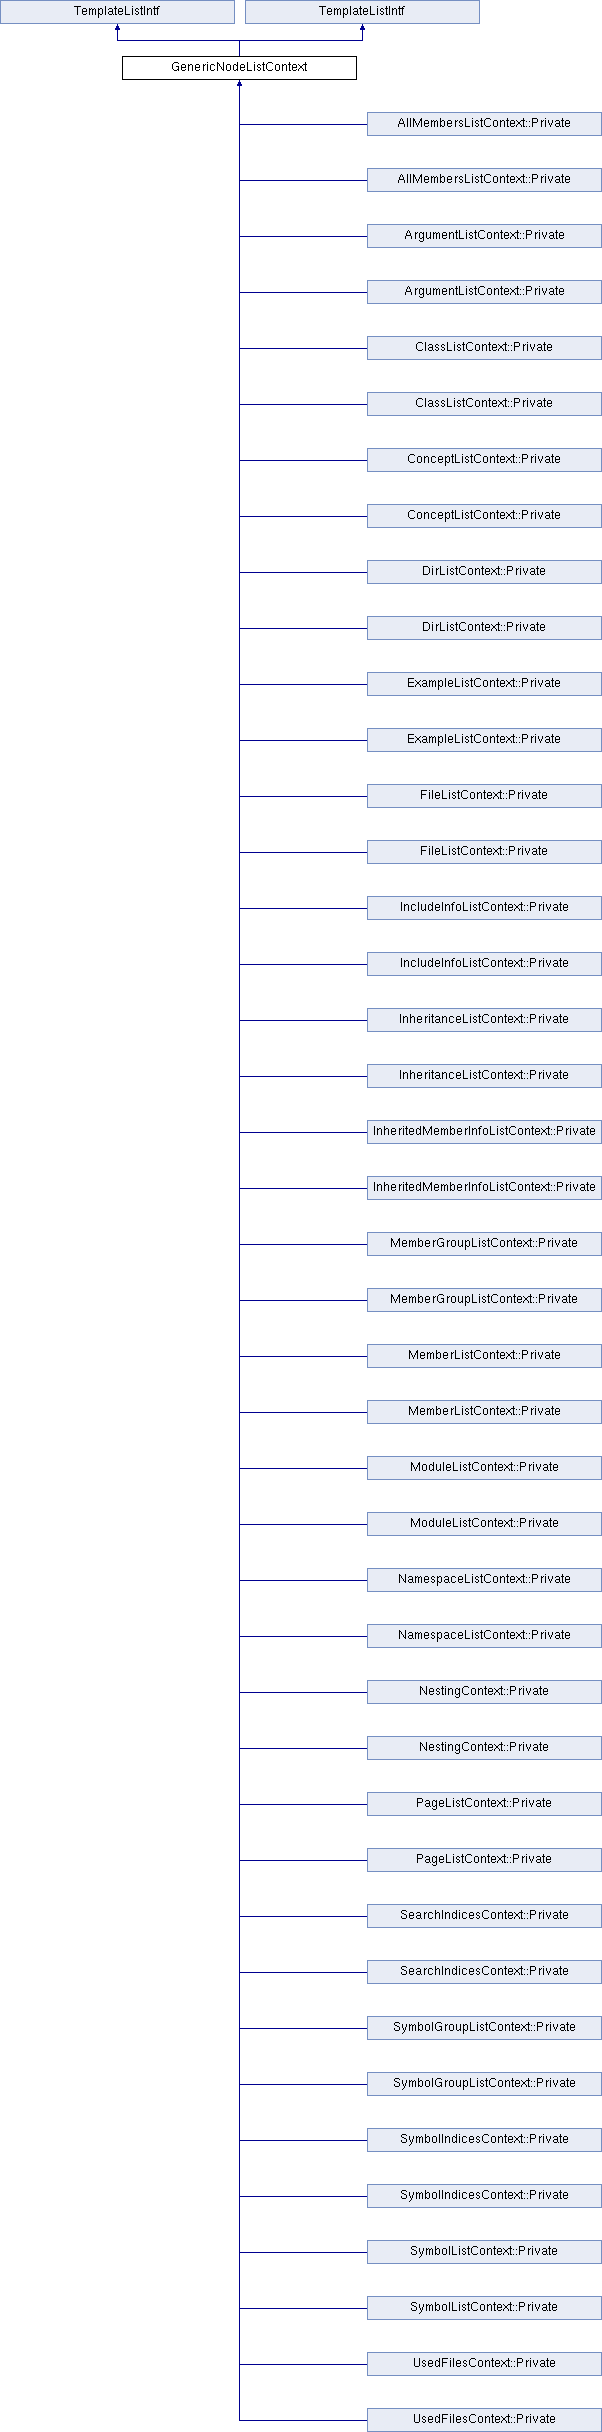 TemplateListIntf
TemplateListIntf
GenericNodeListContext
AllMembersListContext::Private
AllMembersListContext::Private
ArgumentListContext::Private
ArgumentListContext::Private
ClassListContext::Private
ClassListContext::Private
ConceptListContext::Private
ConceptListContext::Private
DirListContext::Private
DirListContext::Private
ExampleListContext::Private
ExampleListContext::Private
FileListContext::Private
FileListContext::Private
IncludeInfoListContext::Private
IncludeInfoListContext::Private
InheritanceListContext::Private
InheritanceListContext::Private
InheritedMemberInfoListContext::Private
InheritedMemberInfoListContext::Private
MemberGroupListContext::Private
MemberGroupListContext::Private
MemberListContext::Private
MemberListContext::Private
ModuleListContext::Private
ModuleListContext::Private
NamespaceListContext::Private
NamespaceListContext::Private
NestingContext::Private
NestingContext::Private
PageListContext::Private
PageListContext::Private
SearchIndicesContext::Private
SearchIndicesContext::Private
SymbolGroupListContext::Private
SymbolGroupListContext::Private
SymbolIndicesContext::Private
SymbolIndicesContext::Private
SymbolListContext::Private
SymbolListContext::Private
UsedFilesContext::Private
UsedFilesContext::Private